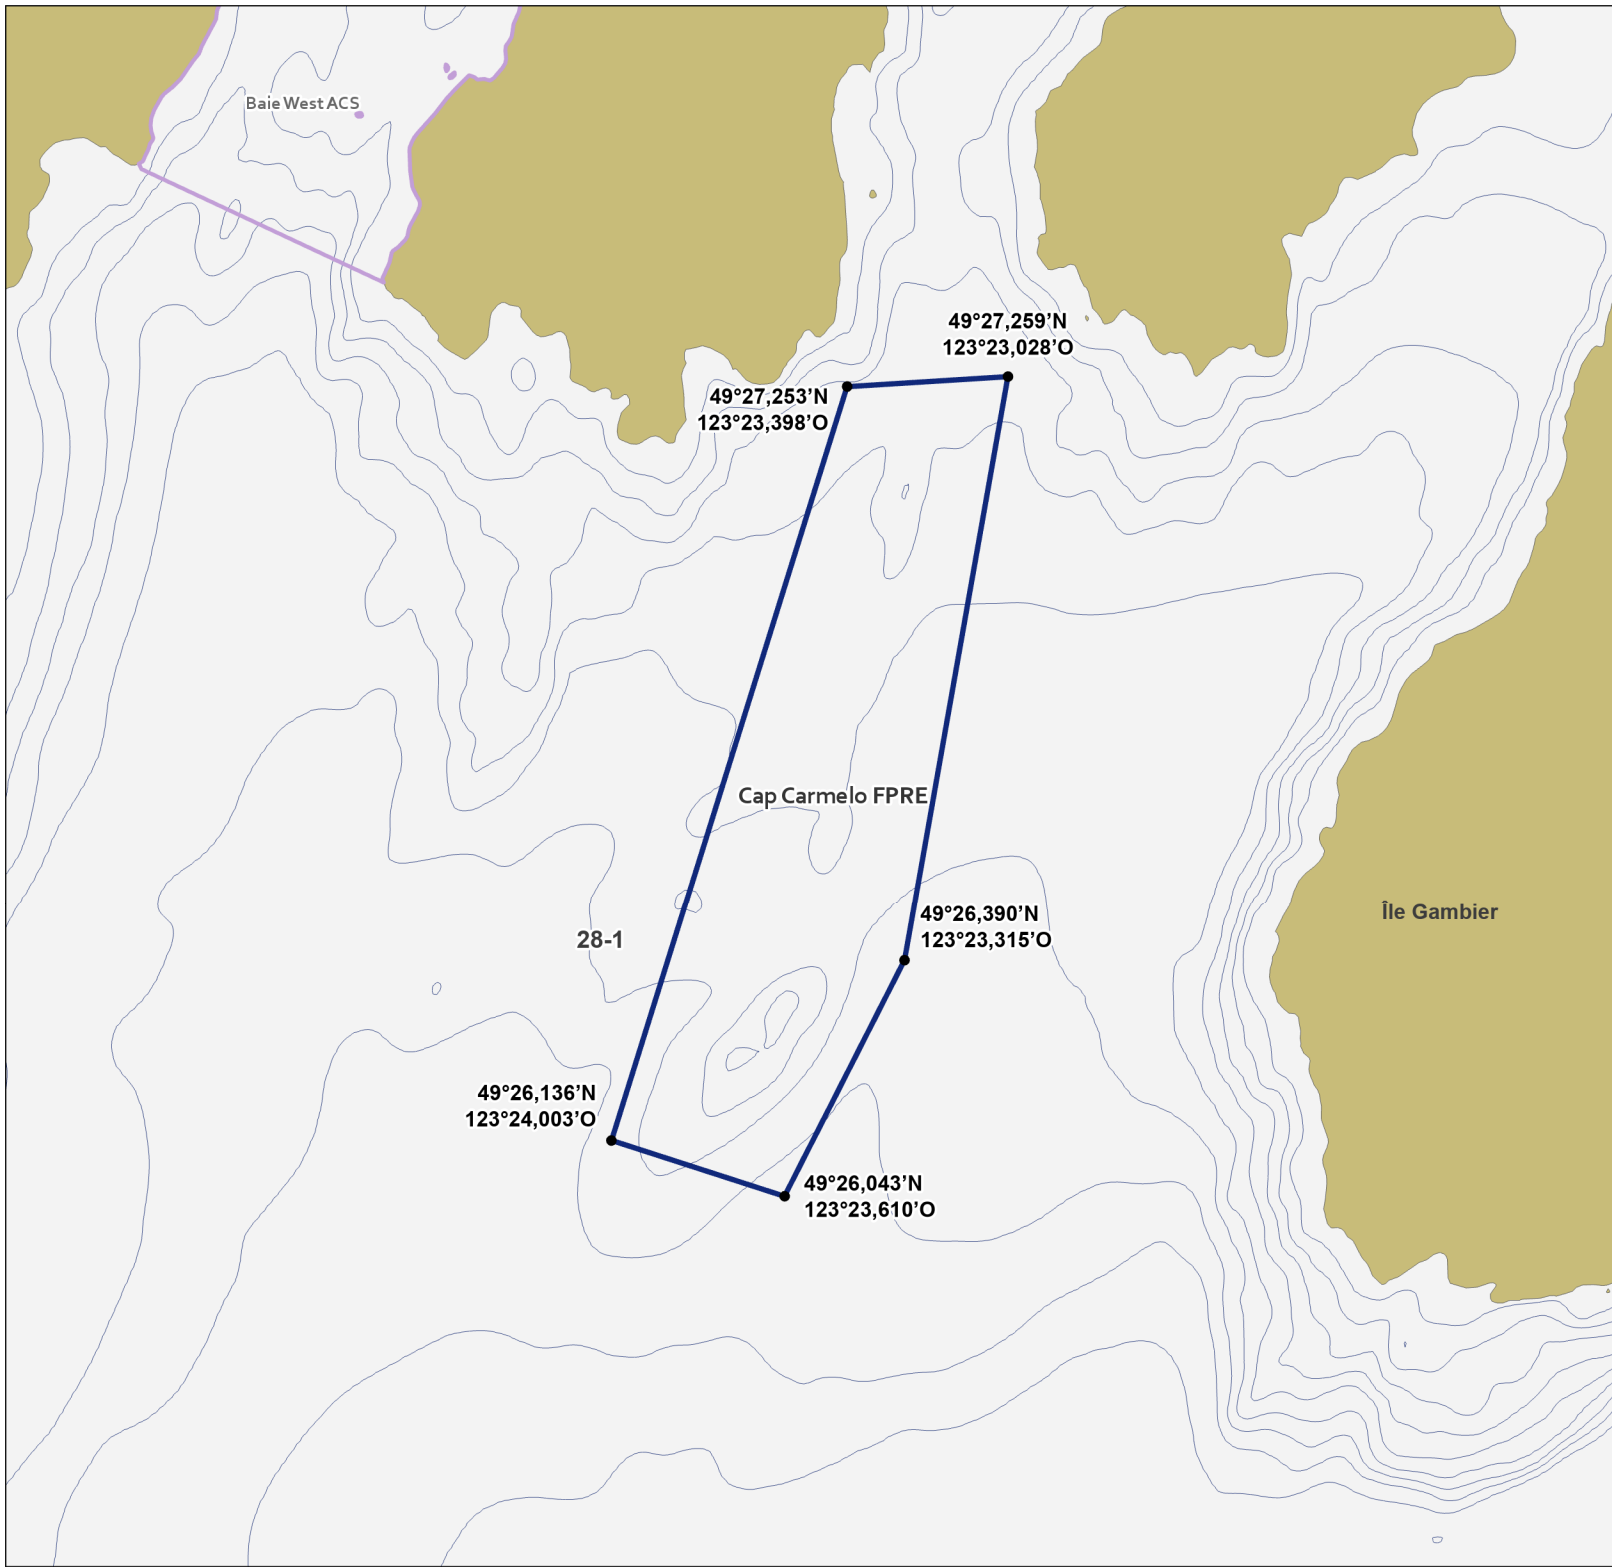 Baie West ACS
49°27,259’N
123°23,028’O
49°27,253’N
123°23,398’O
Cap Carmelo FPRE
49°26,390’N
123°23,315’O
Île Gambier
28-1
49°26,136’N
123°24,003’O
49°26,043’N
123°23,610’O